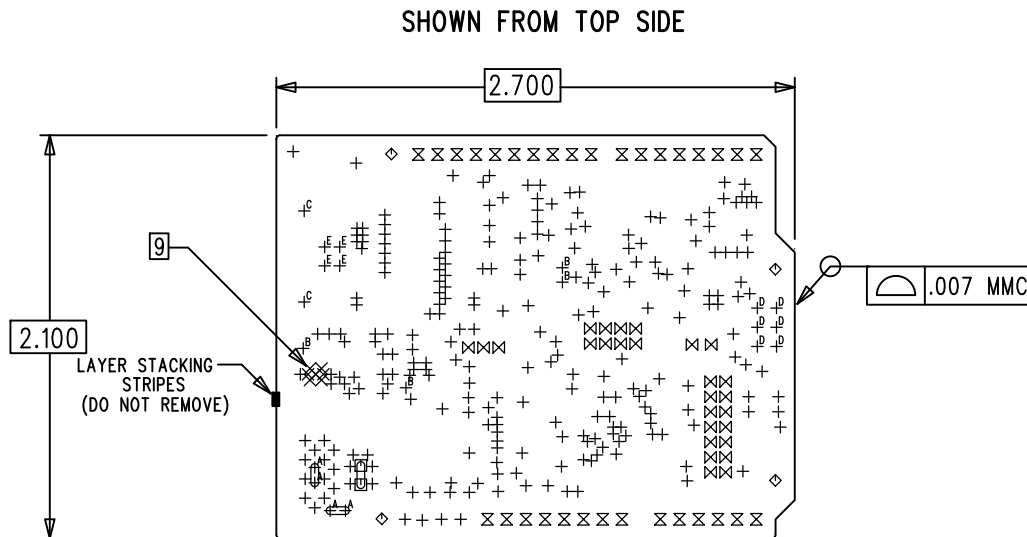 SHOWN FROM TOP SIDE
2.700
C
9
E E
E E
B
B
.007 MMC
C
D D
D D
D D
2.100
B
LAYER STACKING
STRIPES
(DO NOT REMOVE)
B
A
A A